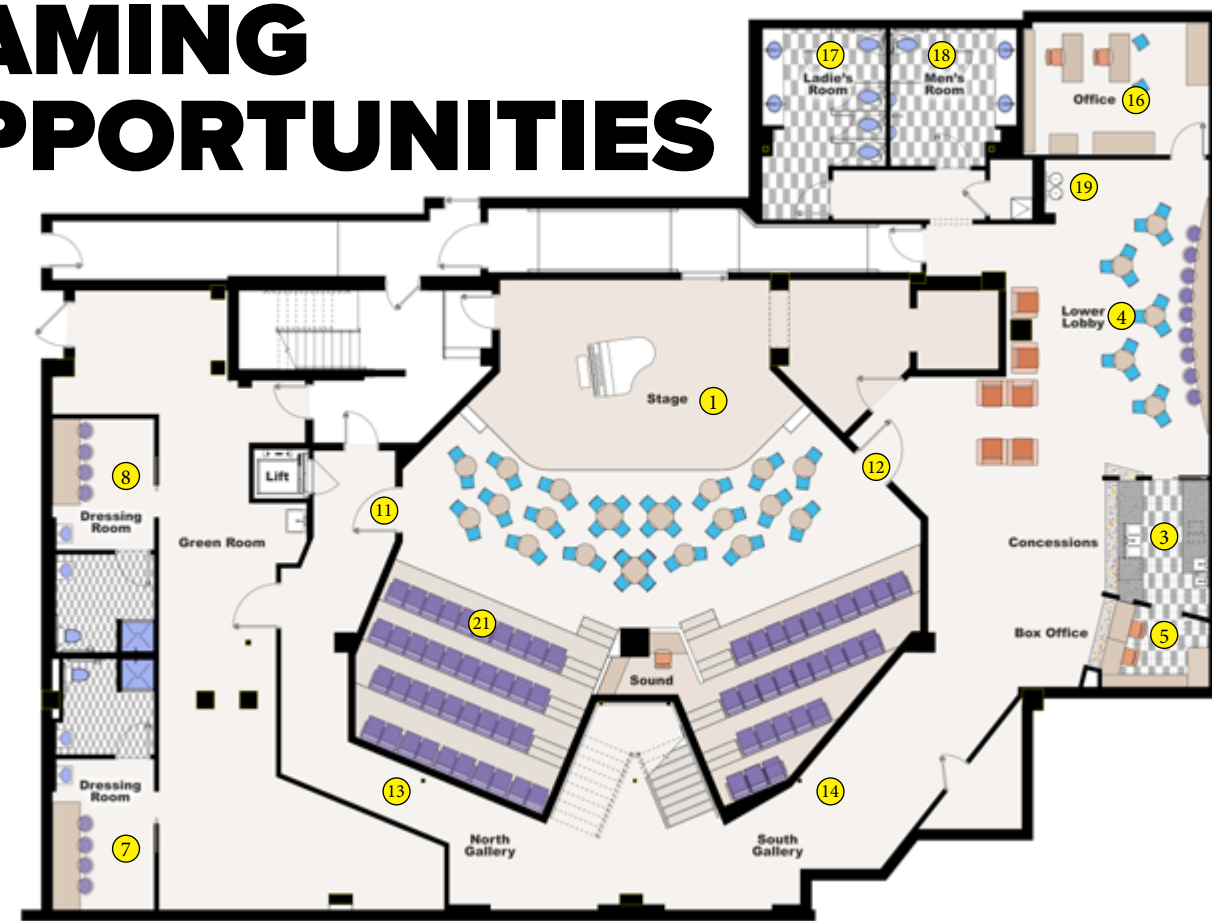 AMING
PPORTUNITIES
17
Ladie's
Room
18
Men's
Room
Office 16
19
Lower
Lobby 4
Stage 1
12
8
Dressing
Room
Lift
11
Green Room
Concessions 3
21
Box Office 5
Sound
13
14
Dressing
Room
7
North
Gallery
South
Gallery